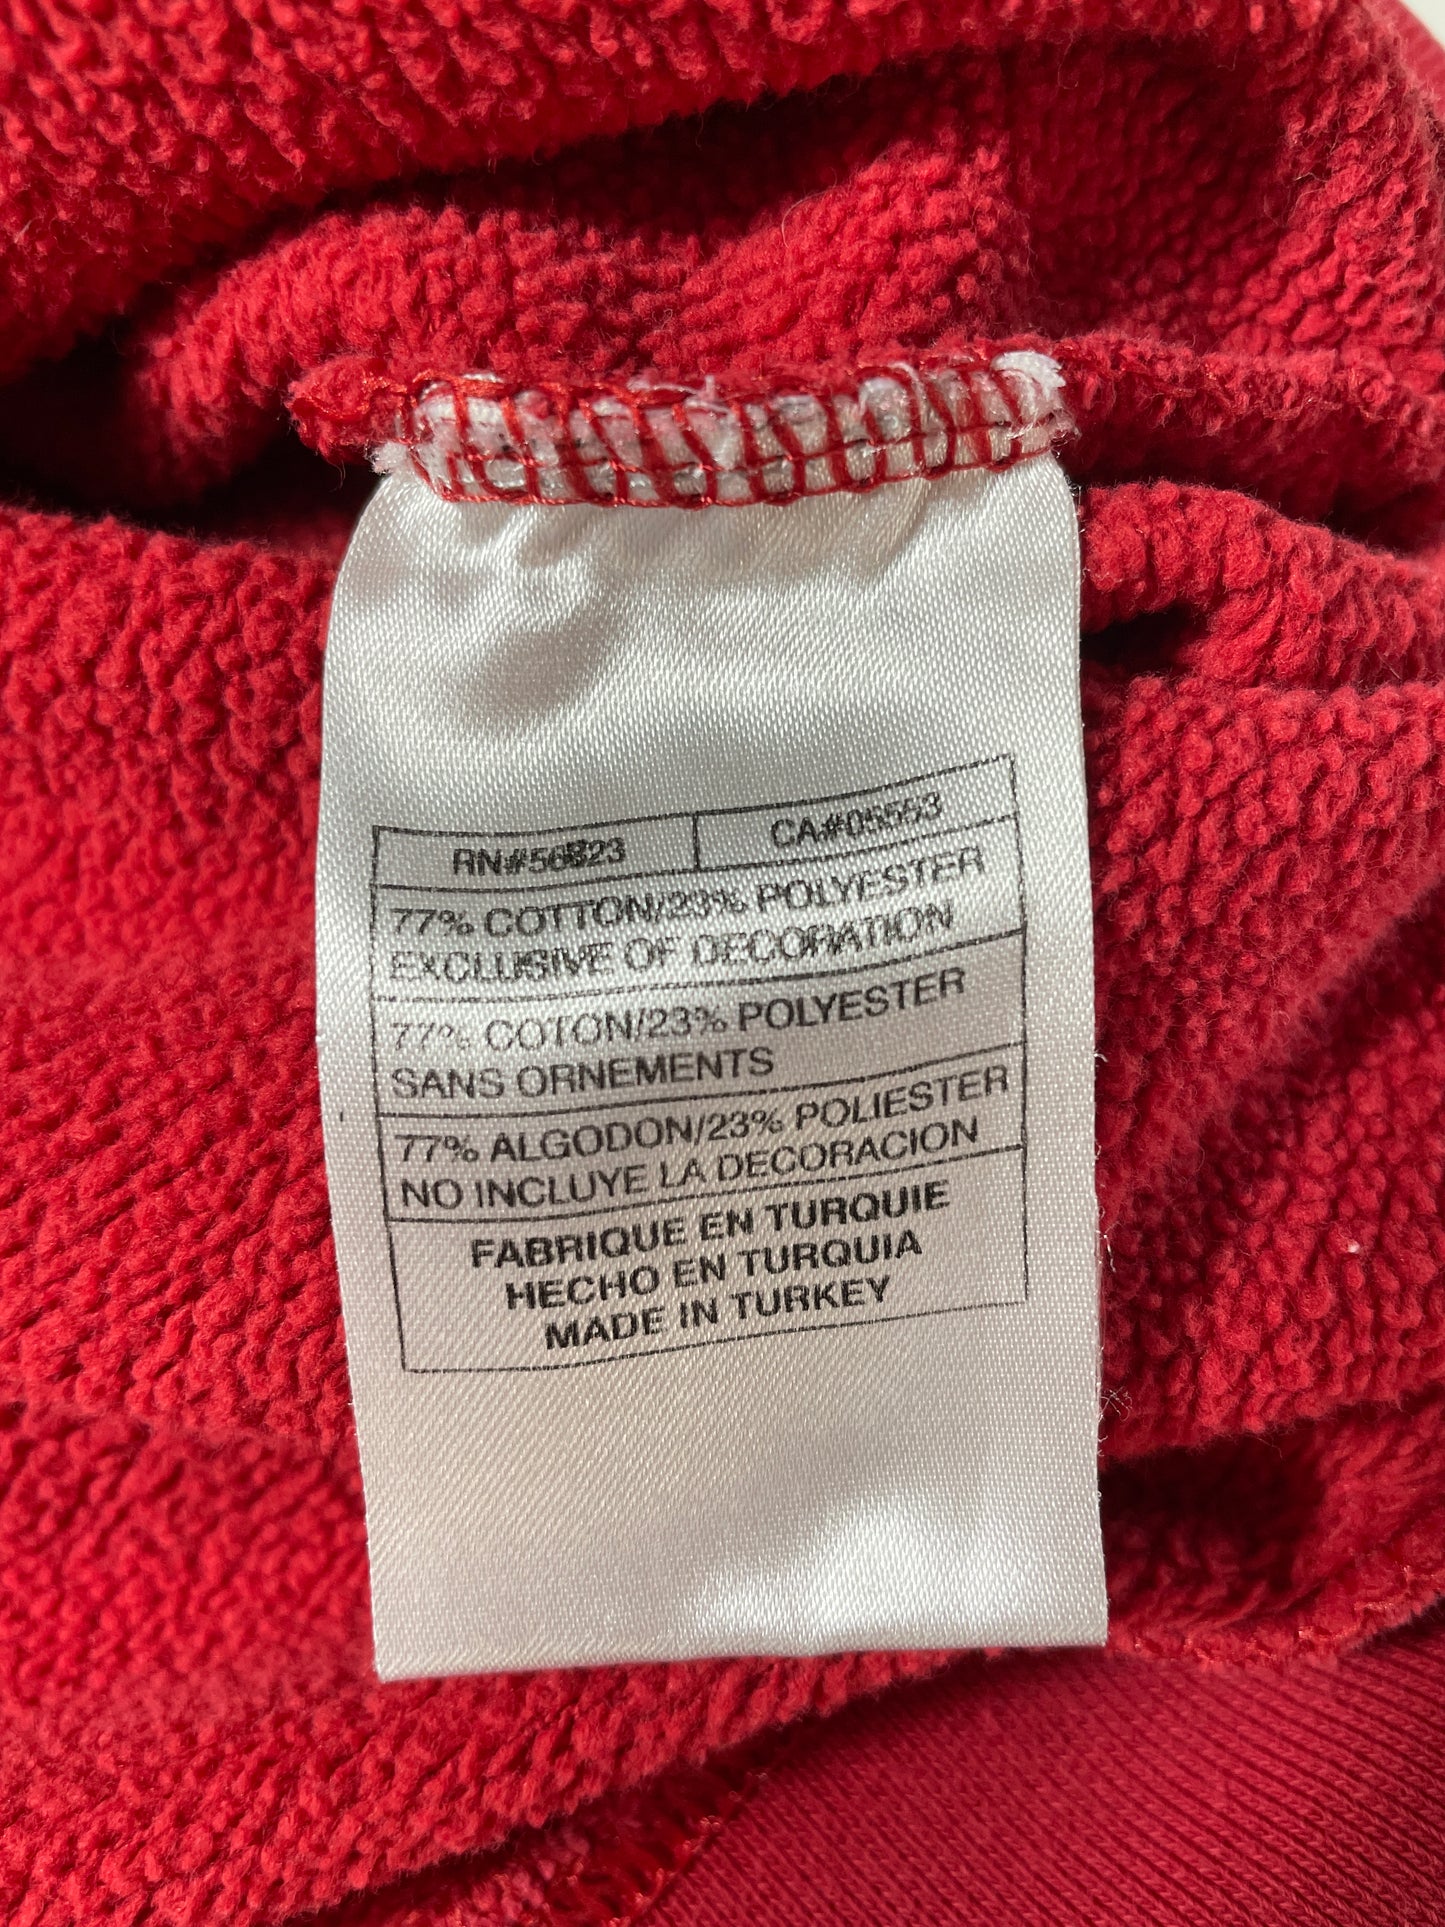 RN#56323 CA#05553
77% COTTON/23% POLYESTER
EXCLUSIVE OF DECORATION
77% COTON/23% POLYESTER
SANS ORNEMENTS
77% ALGODON/23% POLIESTER
NO INCLUYE LA DECORACION
FABRIQUE EN TURQUIE
HECHO EN TURQUIA
MADE IN TURKEY